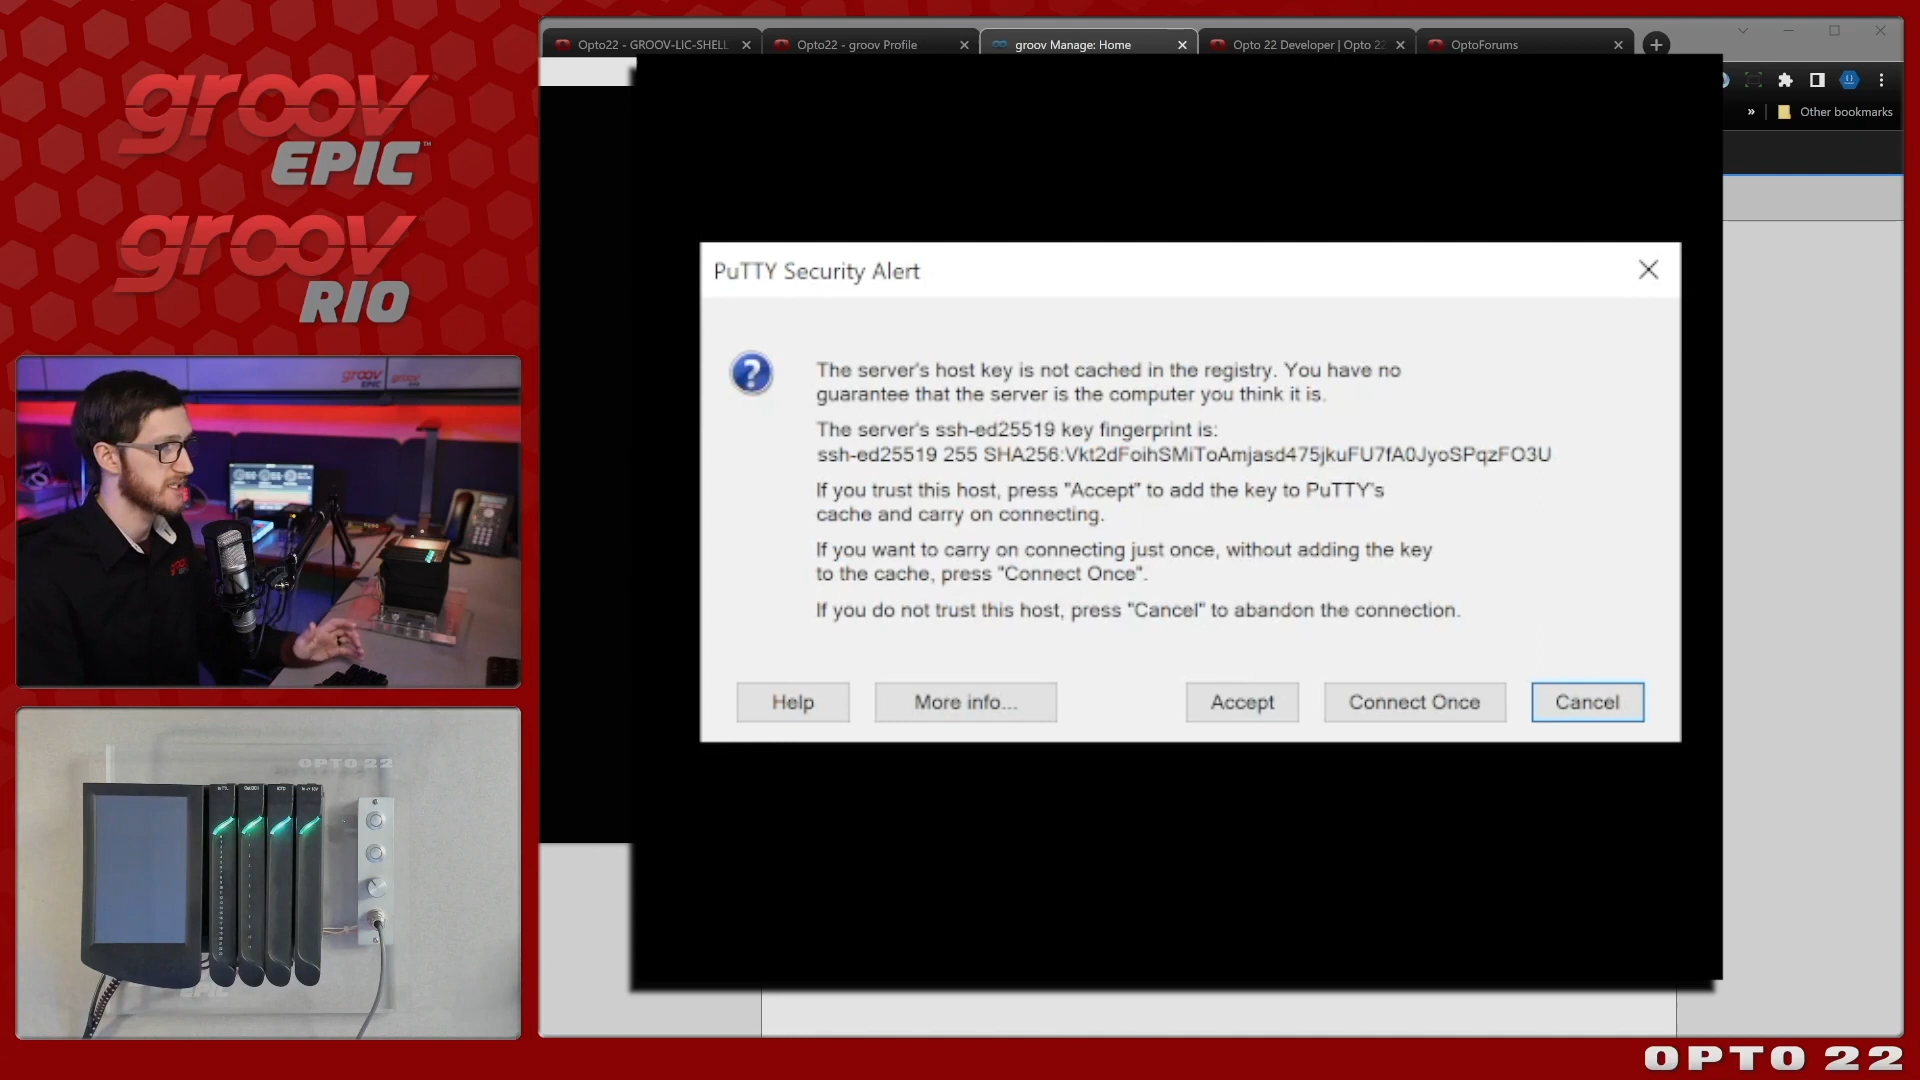 groov
EPIC™
groov
RIO
Opto22 - GROOV-LIC-SHELL
Opto22 - groov Profile
groov Manage: Home
Opto 22 Developer | Opto 22
OptoForums
»
Other bookmarks
PuTTY Security Alert
The server's host key is not cached in the registry. You have no
guarantee that the server is the computer you think it is.
The server's ssh-ed25519 key fingerprint is:
ssh-ed25519 255 SHA256:Vkt2dFoihSMiToAmjasd475jkuFU7fA0JyoSPqzFO3U
If you trust this host, press "Accept" to add the key to PuTTY's
cache and carry on connecting.
If you want to carry on connecting just once, without adding the key
to the cache, press "Connect Once".
If you do not trust this host, press "Cancel" to abandon the connection.
Help
More info...
Accept
Connect Once
Cancel
groov
EPIC
groov
EPIC
OPTO 22
EPIC
OPTO 22